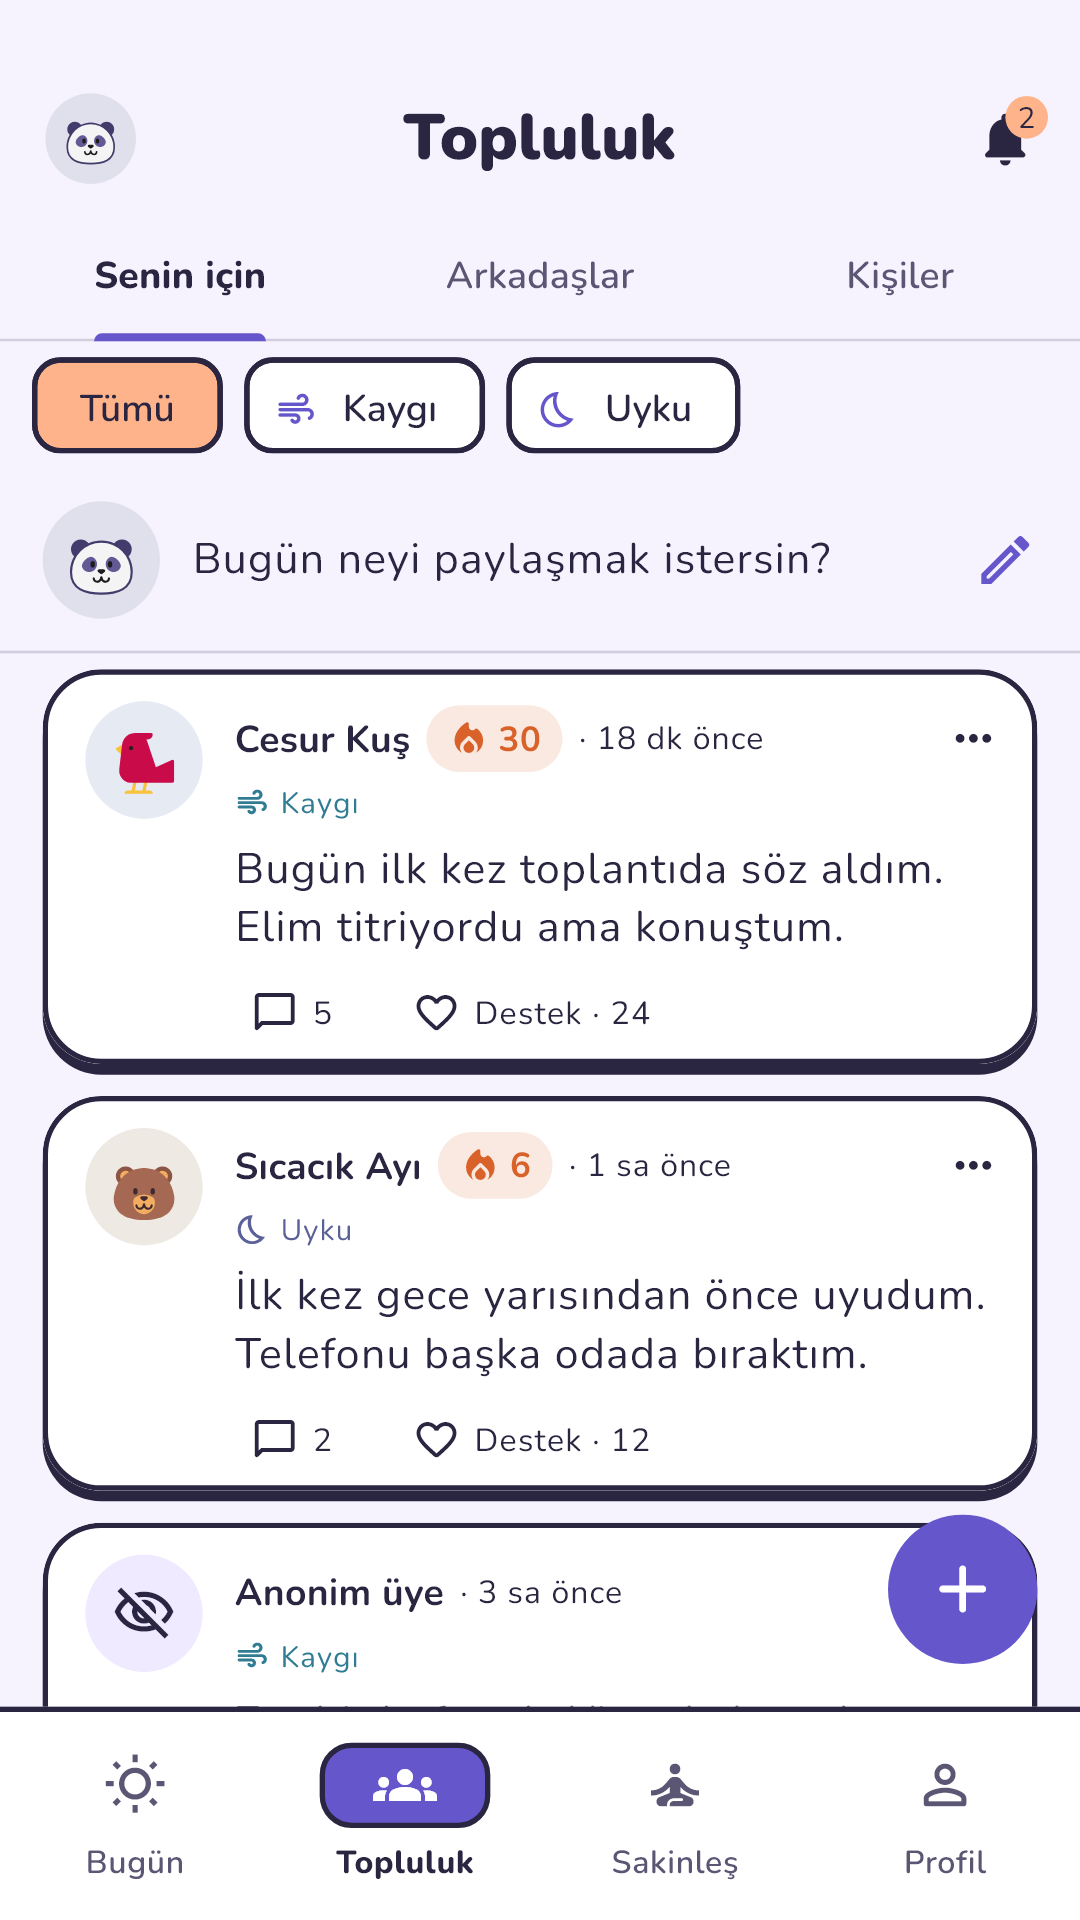 Topluluk
2
Senin için
Arkadaşlar
Kişiler
Tümü
Kaygı
Uyku
Bugün neyi paylaşmak istersin?
Cesur Kuş 30 · 18 dk önce
Kaygı
Bugün ilk kez toplantıda söz aldım.
Elim titriyordu ama konuştum.
5 Destek · 24
Sıcacık Ayı 6 · 1 sa önce
Uyku
İlk kez gece yarısından önce uyudum.
Telefonu başka odada bıraktım.
2 Destek · 12
Anonim üye · 3 sa önce
Kaygı
Bugün
Topluluk
Sakinleş
Profil